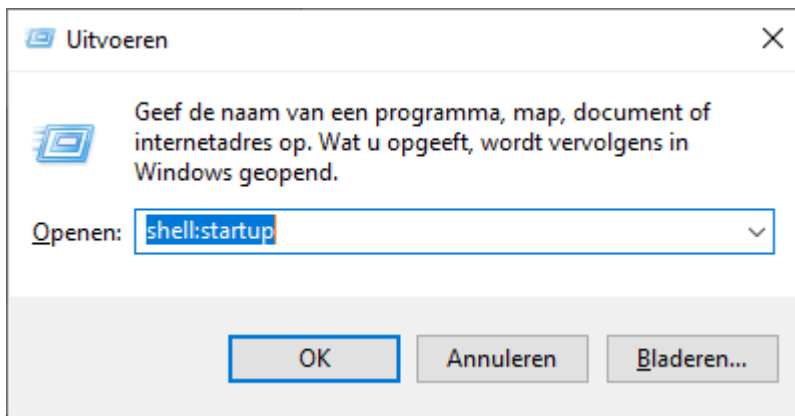 Uitvoeren
Geef de naam van een programma, map, document of
internetadres op. Wat u opgeeft, wordt vervolgens in
Windows geopend.
Openen: shell:startup
OK Annuleren Bladeren...